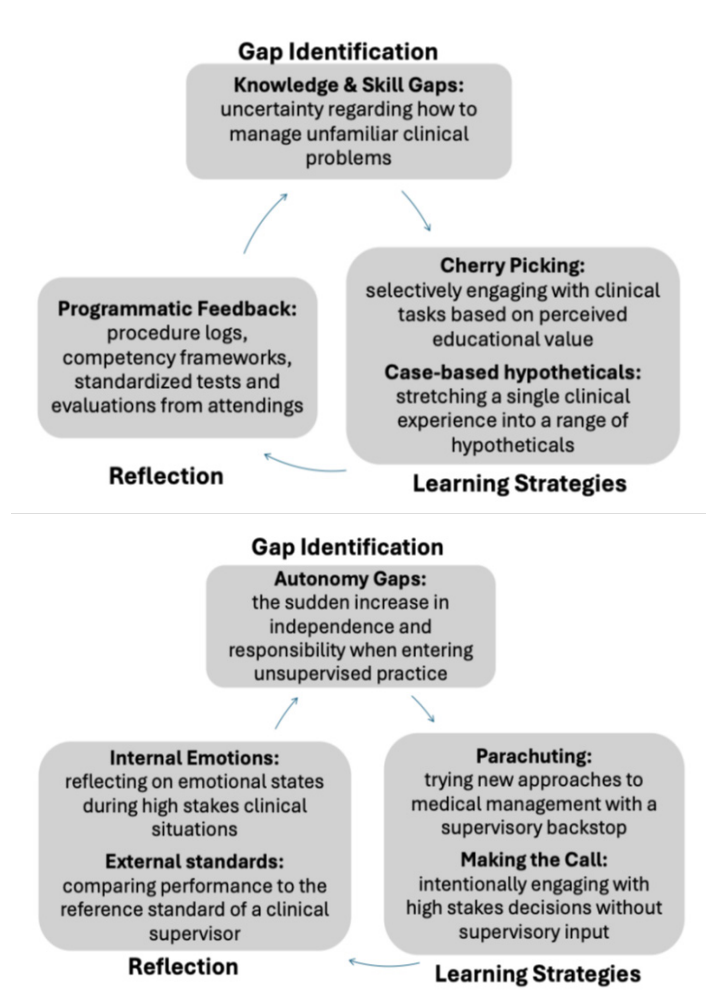 Gap Identification
Knowledge & Skill Gaps:
uncertainty regarding how to
manage unfamiliar clinical
problems
Cherry Picking:
selectively engaging with clinical
tasks based on perceived
educational value
Case-based hypotheticals:
stretching a single clinical
experience into a range of
hypotheticals
Learning Strategies
Programmatic Feedback:
procedure logs,
competency frameworks,
standardized tests and
evaluations from attendings
Reflection
Gap Identification
Autonomy Gaps:
the sudden increase in
independence and
responsibility when entering
unsupervised practice
Parachuting:
trying new approaches to
medical management with a
supervisory backstop
Making the Call:
intentionally engaging with
high stakes decisions without
supervisory input
Learning Strategies
Internal Emotions:
reflecting on emotional states
during high stakes clinical
situations
External standards:
comparing performance to the
reference standard of a clinical
supervisor
Reflection